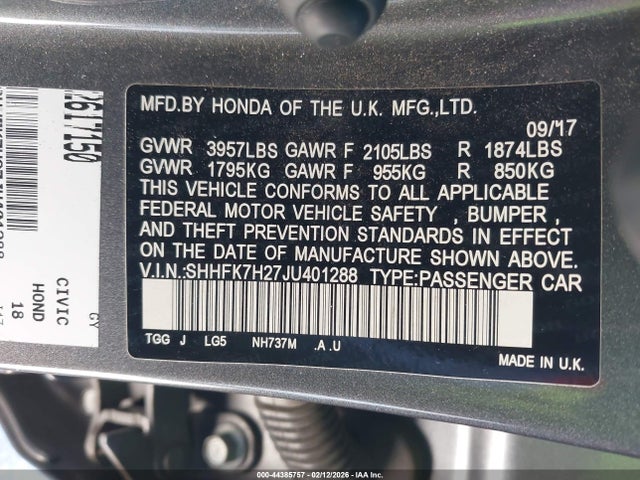 MFD.BY HONDA OF THE U.K. MFG.,LTD.
09/17
GVWR 3957LBS GAWR F 2105LBS R 1874LBS
GVWR 1795KG GAWR F 955KG R 850KG
THIS VEHICLE CONFORMS TO ALL APPLICABLE
FEDERAL MOTOR VEHICLE SAFETY , BUMPER ,
AND THEFT PREVENTION STANDARDS IN EFFECT
ON THE DATE OF MANUFACTURE SHOWN ABOVE.
V.I.N.:SHHFK7H27JU401288 TYPE:PASSENGER CAR
TGG J LG5 NH737M .A .U
MADE IN U.K.
CIVIC
HOND
18
GY
000-44385757 - 02/12/2026 - IAA Inc.